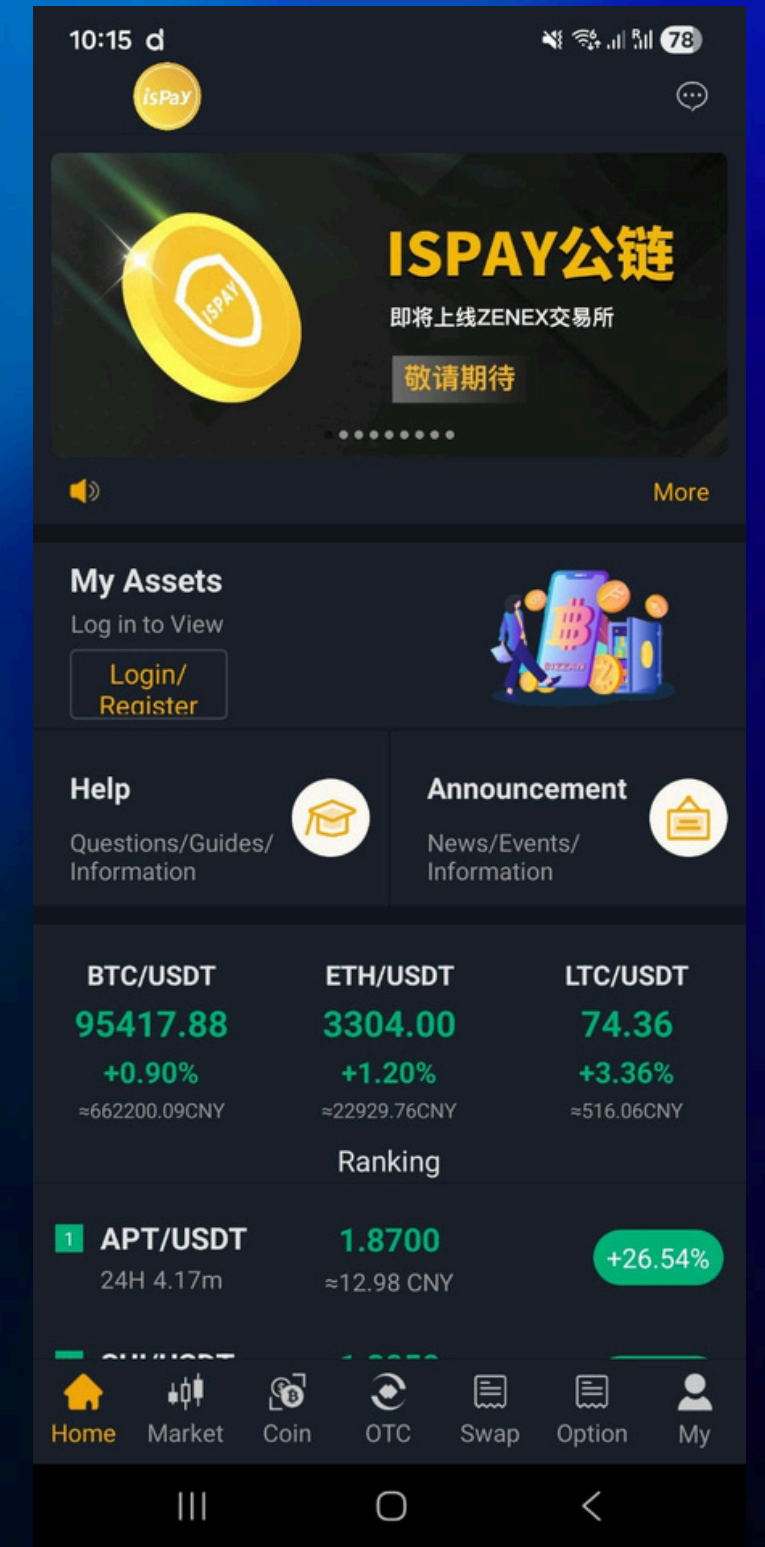 10:15 d
78
isPay
ISPAY
ISPAY公链
即将上线ZENEX交易所
敬请期待
More
My Assets
Log in to View
Login/
Register
BIZZAN
Help
Questions/Guides/
Information
Announcement
News/Events/
Information
BTC/USDT ETH/USDT LTC/USDT
95417.88 3304.00 74.36
+0.90% +1.20% +3.36%
≈662200.09CNY ≈22929.76CNY ≈516.06CNY
Ranking
1 APT/USDT 1.8700 +26.54%
24H 4.17m ≈12.98 CNY
Home Market Coin OTC Swap Option My